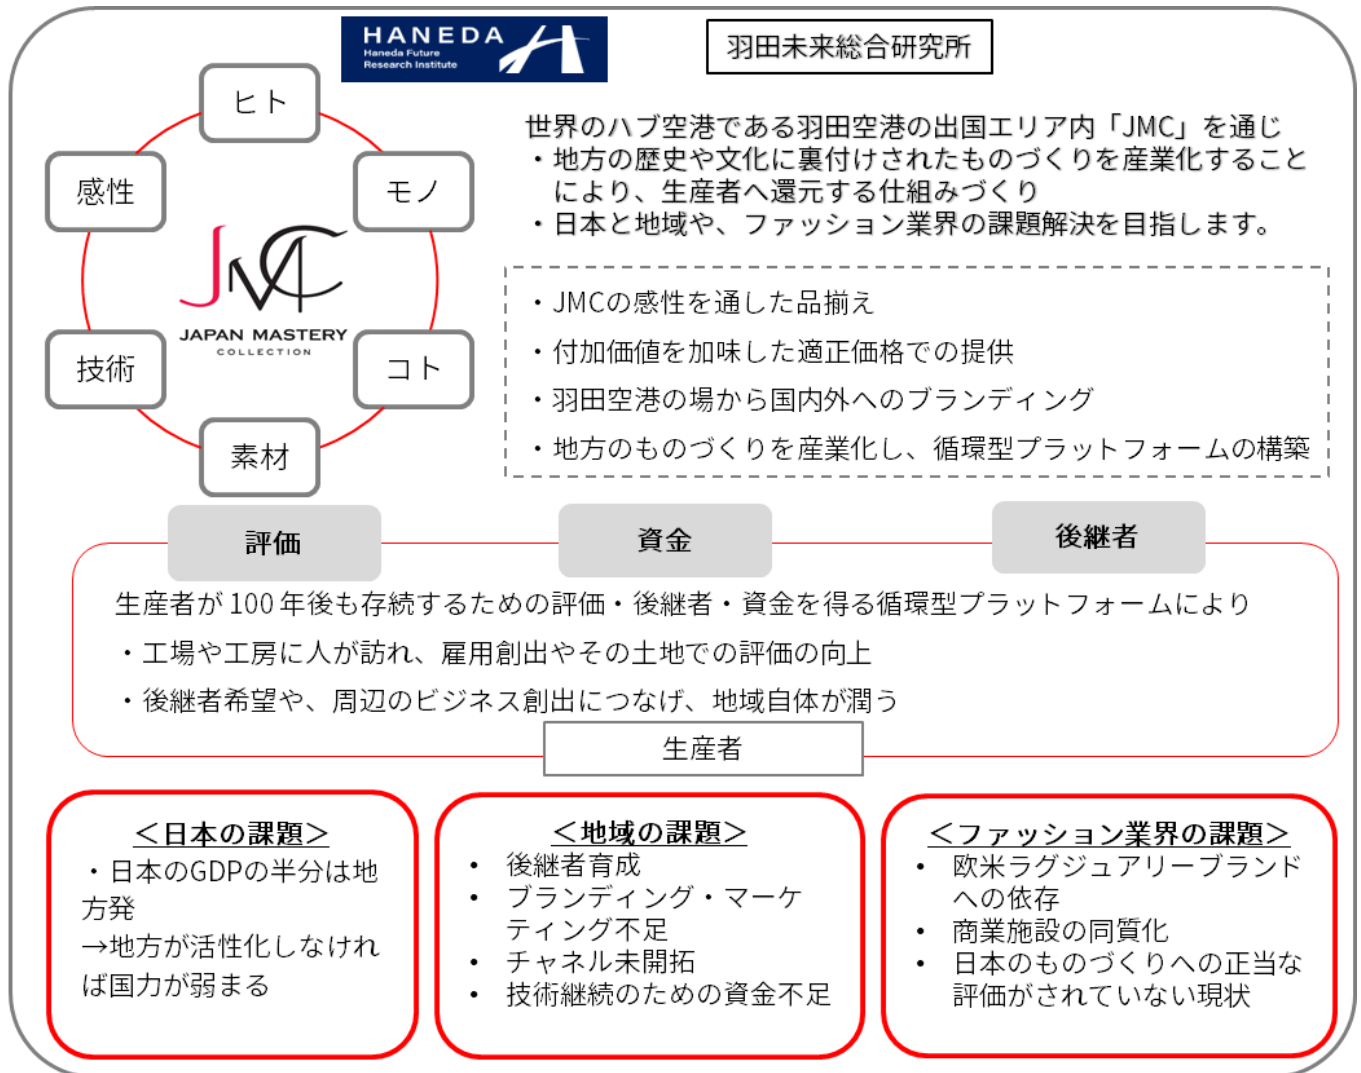 HANEDA
Haneda Future
Research Institute
羽田未来総合研究所
ヒト
感性
モノ
JMC
JAPAN MASTERY
COLLECTION
技術
コト
素材
世界のハブ空港である羽田空港の出国エリア内「JMC」を通じ
・地方の歴史や文化に裏付けされたものづくりを産業化すること
により、生産者へ還元する仕組みづくり
・日本と地域や、ファッション業界の課題解決を目指します。
・JMCの感性を通した品揃え
・付加価値を加味した適正価格での提供
・羽田空港の場から国内外へのブランディング
・地方のものづくりを産業化し、循環型プラットフォームの構築
評価
資金
後継者
生産者が100年後も存続するための評価・後継者・資金を得る循環型プラットフォームにより
・工場や工房に人が訪れ、雇用創出やその土地での評価の向上
・後継者希望や、周辺のビジネス創出につなげ、地域自体が潤う
生産者
＜日本の課題＞
・日本のGDPの半分は地
方発
→地方が活性化しなけれ
ば国力が弱まる
＜地域の課題＞
• 後継者育成
• ブランディング・マーケ
ティング不足
• チャネル未開拓
• 技術継続のための資金不足
＜ファッション業界の課題＞
• 欧米ラグジュアリーブランド
への依存
• 商業施設の同質化
• 日本のものづくりへの正当な
評価がされていない現状